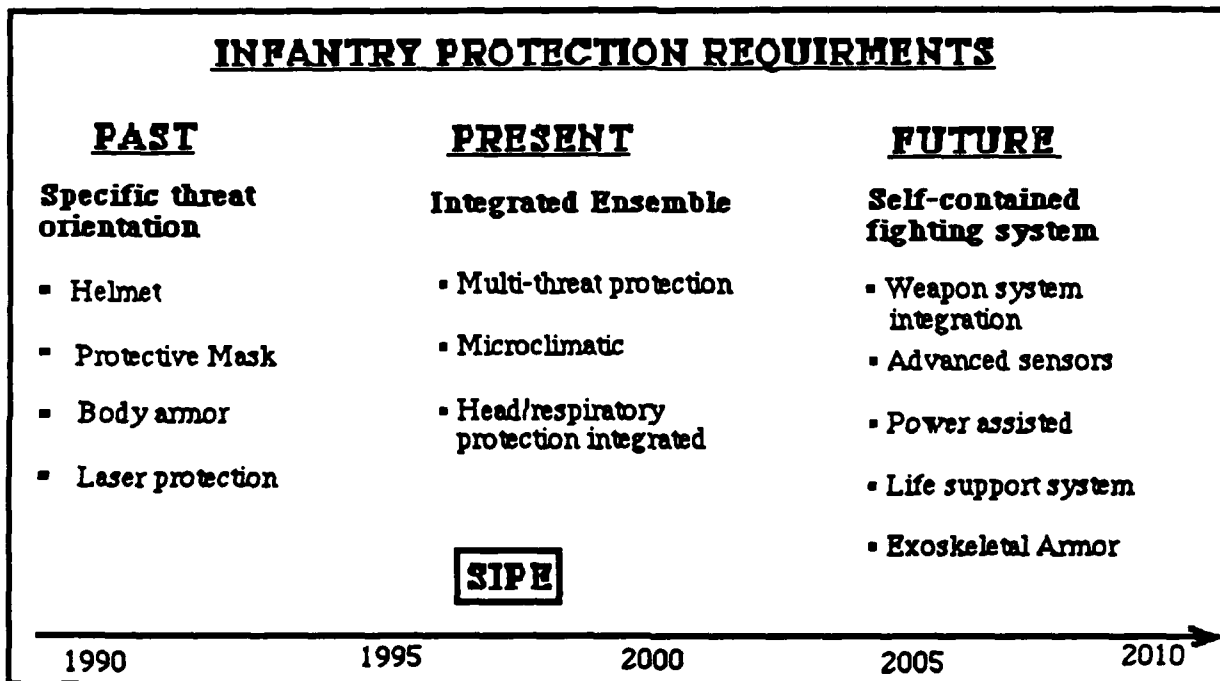 INFANTRY PROTECTION REQUIRMENTS
PAST
Specific threat
orientation
▪ Helmet
▪ Protective Mask
▪ Body armor
▪ Laser protection
PRESENT
Integrated Ensemble
▪ Multi-threat protection
▪ Microclimatic
▪ Head/respiratory
protection integrated
SIPE
FUTURE
Self-contained
fighting system
▪ Weapon system
integration
▪ Advanced sensors
▪ Power assisted
▪ Life support system
▪ Exoskeletal Armor
1990 1995 2000 2005 2010